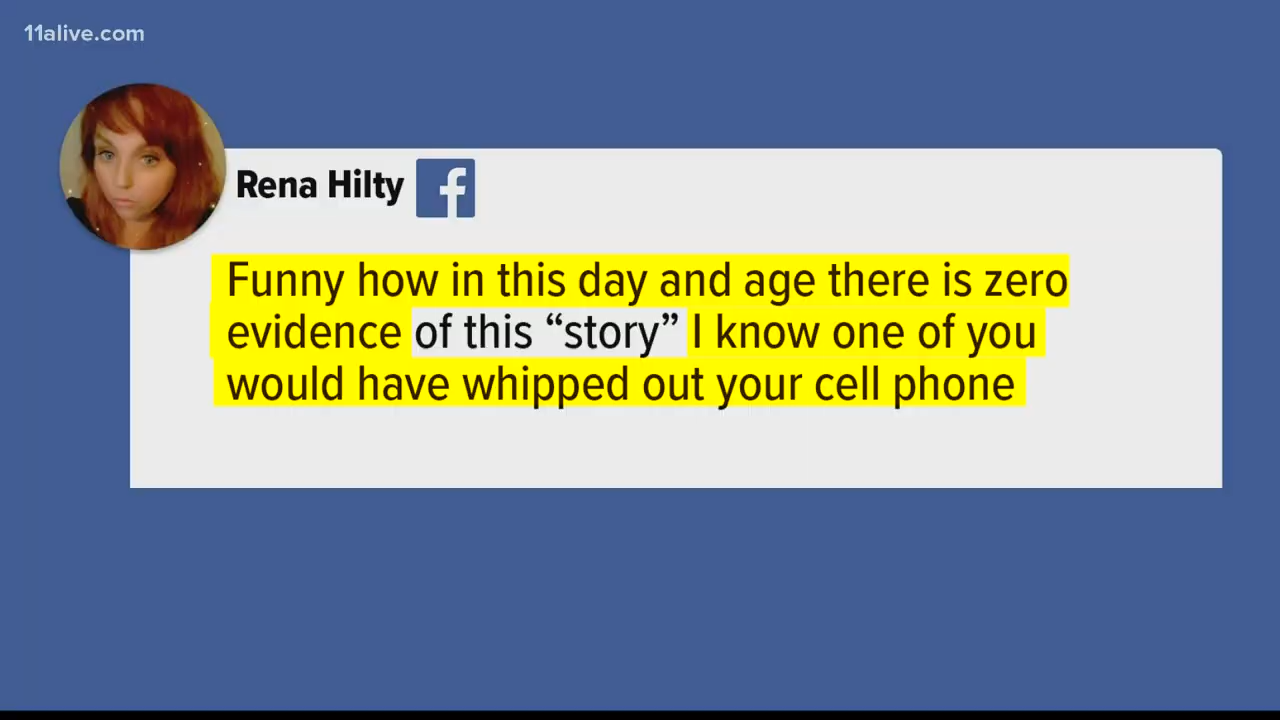 11alive.com
Rena Hilty f
Funny how in this day and age there is zero
evidence of this “story” I know one of you
would have whipped out your cell phone